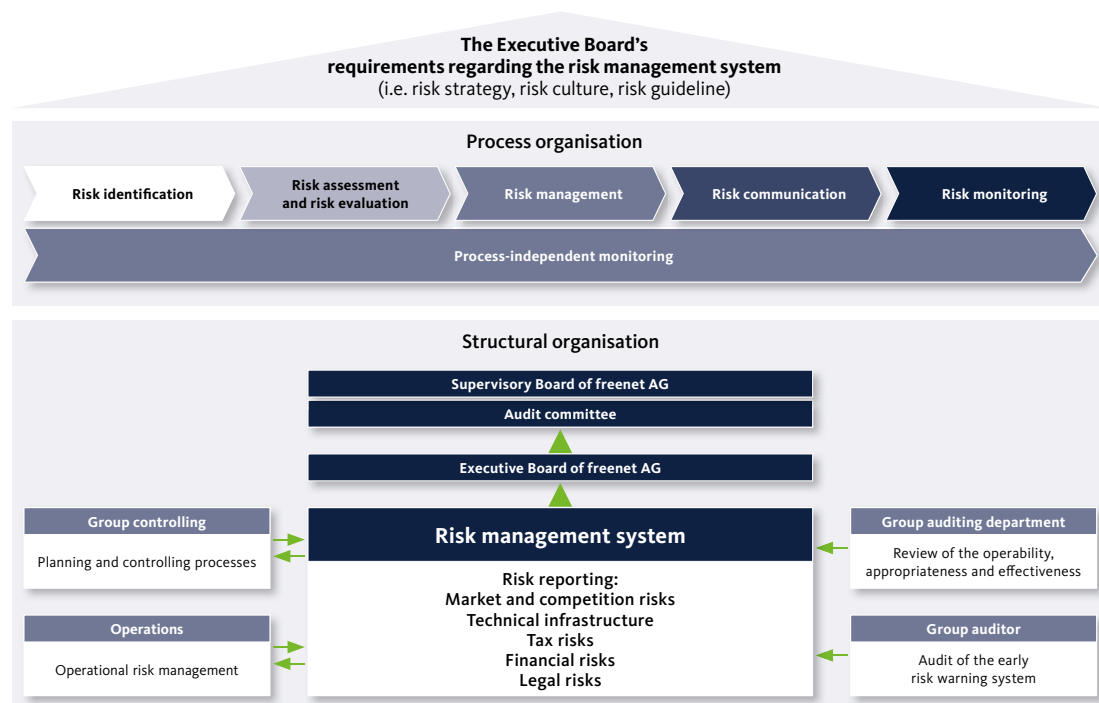 The Executive Board's
requirements regarding the risk management system
(i.e. risk strategy, risk culture, risk guideline)
Process organisation
Risk identification
Risk assessment
and risk evaluation
Risk management
Risk communication
Risk monitoring
Process-independent monitoring
Structural organisation
Supervisory Board of freenet AG
Audit committee
Executive Board of freenet AG
Group controlling
Planning and controlling processes
Operations
Operational risk management
Risk management system
Risk reporting:
Market and competition risks
Technical infrastructure
Tax risks
Financial risks
Legal risks
Group auditing department
Review of the operability,
appropriateness and effectiveness
Group auditor
Audit of the early
risk warning system